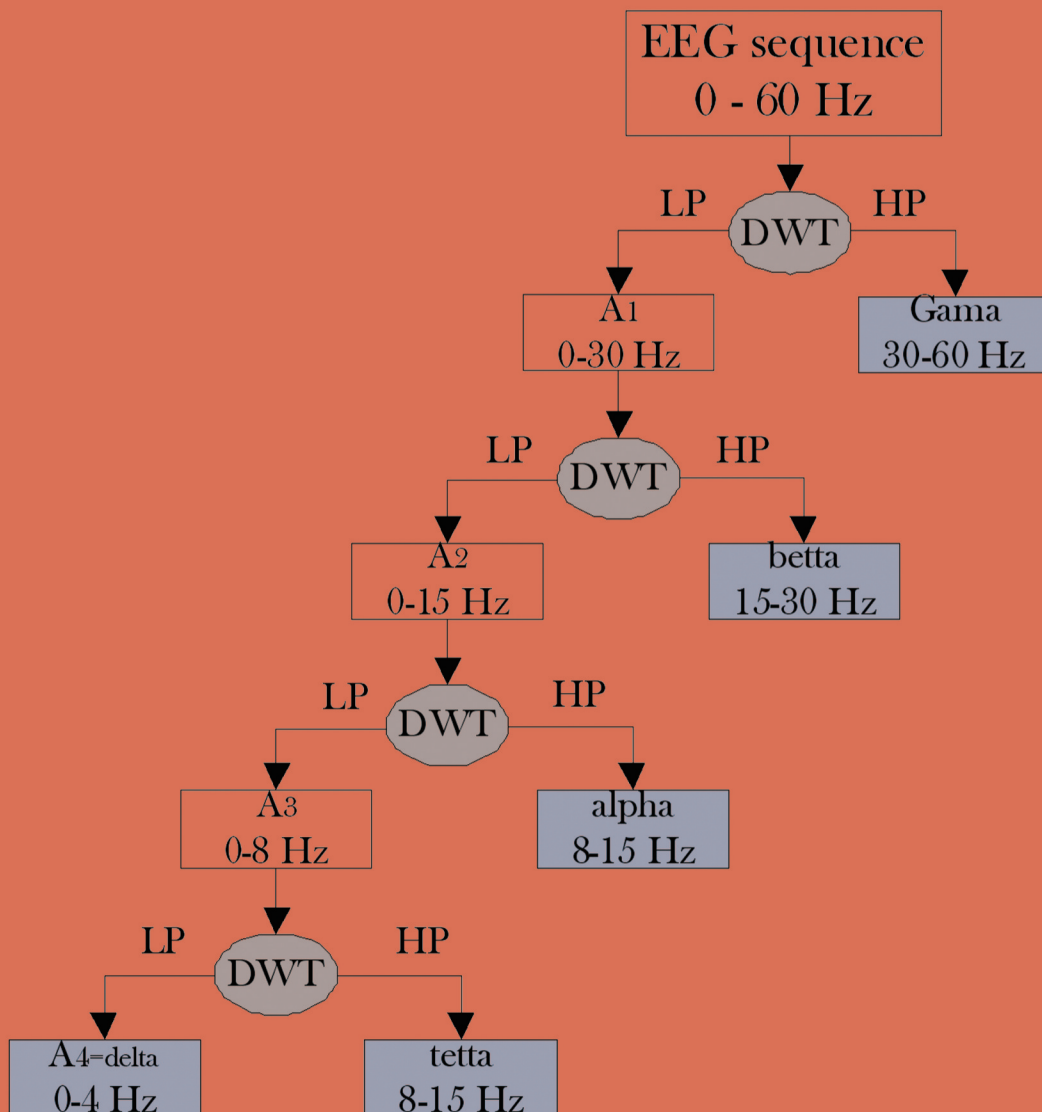 EEG sequence
0 - 60 Hz
LP
DWT
HP
A1
0-30 Hz
Gama
30-60 Hz
LP
DWT
HP
A2
0-15 Hz
betta
15-30 Hz
LP
DWT
HP
A3
0-8 Hz
alpha
8-15 Hz
LP
DWT
HP
A4=delta
0-4 Hz
tetta
8-15 Hz